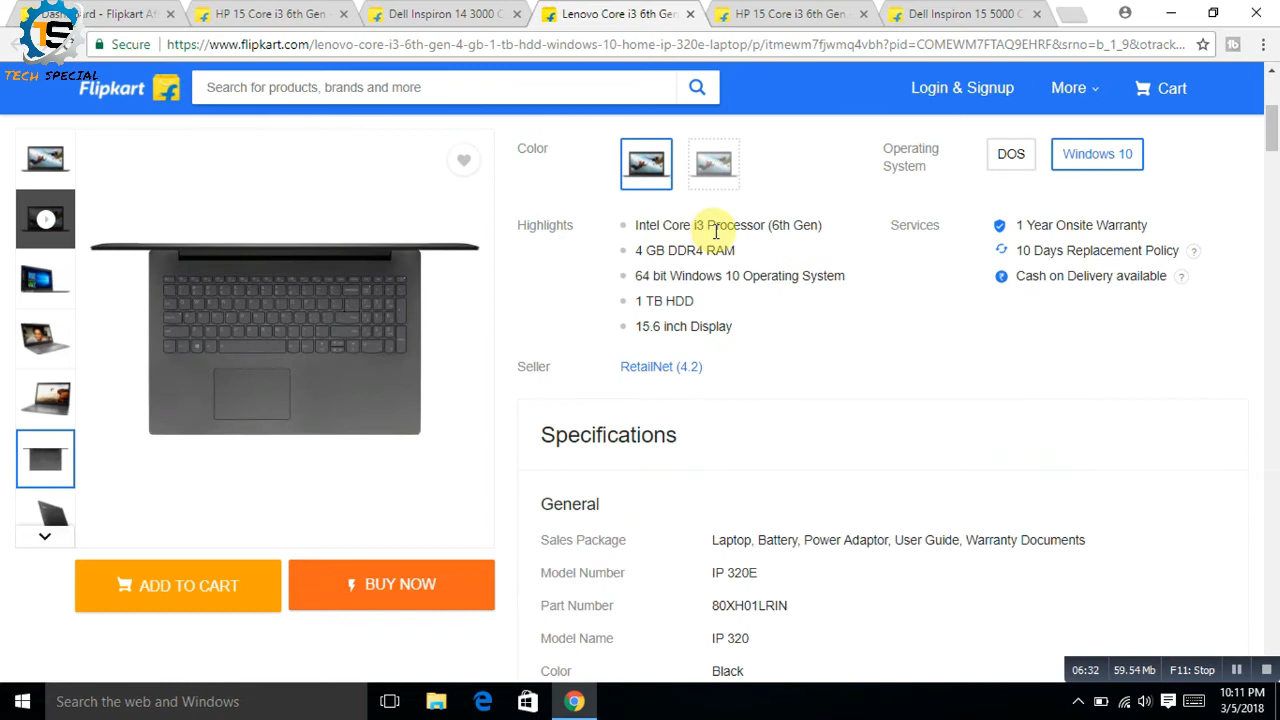 Dashboard - Flipkart Af
HP 15 Core i3 6th Gen
Dell Inspiron 14 3000
Lenovo Core i3 6th Gen
Core i3 6th Gen
Dell Inspiron 15 5000 C
Secure https://www.flipkart.com/lenovo-core-i3-6th-gen-4-gb-1-tb-hdd-windows-10-home-ip-320e-laptop/p/itmewm7fjwmq4vbh?pid=COMEWM7FTAQ9EHRF&srno=b_1_9&otrack...
TS
TECH SPECIAL
Flipkart
Search for products, brands and more
Login & Signup
More
Cart
Color
Operating System
DOS
Windows 10
Highlights
Intel Core i3 Processor (6th Gen)
4 GB DDR4 RAM
64 bit Windows 10 Operating System
1 TB HDD
15.6 inch Display
Services
1 Year Onsite Warranty
10 Days Replacement Policy ?
Cash on Delivery available ?
Seller
RetailNet (4.2)
Specifications
General
Sales Package Laptop, Battery, Power Adaptor, User Guide, Warranty Documents
Model Number IP 320E
Part Number 80XH01LRIN
Model Name IP 320
Color Black
ADD TO CART
BUY NOW
06:32 59.54 Mb F11: Stop
Search the web and Windows
10:11 PM
3/5/2018